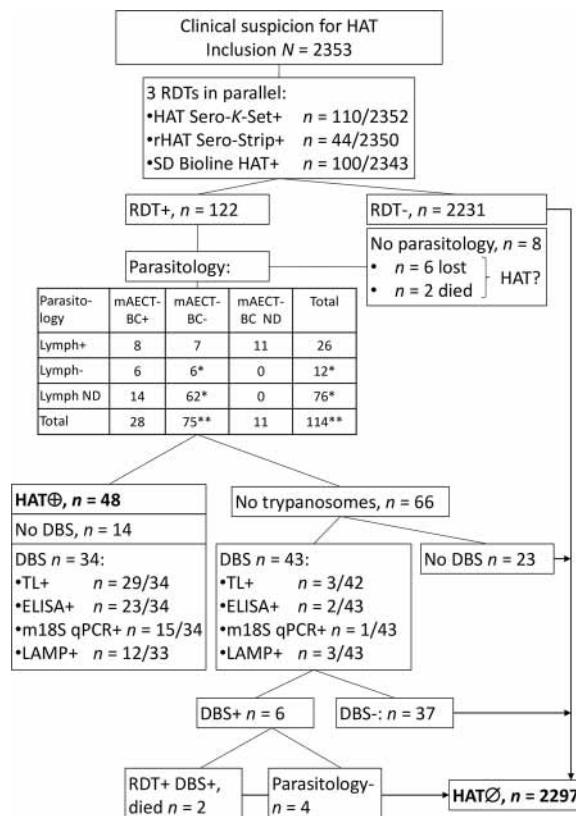 Clinical suspicion for HAT
Inclusion N = 2353
3 RDTs in parallel:
•HAT Sero-K-Set+ n = 110/2352
•rHAT Sero-Strip+ n = 44/2350
•SD Bioline HAT+ n = 100/2343
RDT+, n = 122
RDT-, n = 2231
No parasitology, n = 8
• n = 6 lost
• n = 2 died
HAT?
Parasitology:
Parasito-logy mAECT-BC+ mAECT-BC- mAECT-BC ND Total
Lymph+ 8 7 11 26
Lymph- 6 6* 0 12*
Lymph ND 14 62* 0 76*
Total 28 75** 11 114**
HAT⊕, n = 48
No DBS, n = 14
DBS n = 34:
•TL+ n = 29/34
•ELISA+ n = 23/34
•m18S qPCR+ n = 15/34
•LAMP+ n = 12/33
No trypanosomes, n = 66
DBS n = 43:
•TL+ n = 3/42
•ELISA+ n = 2/43
•m18S qPCR+ n = 1/43
•LAMP+ n = 3/43
No DBS n = 23
DBS+ n = 6
DBS-: n = 37
RDT+ DBS+,
died n = 2
Parasitology-
n = 4
HAT∅, n = 2297